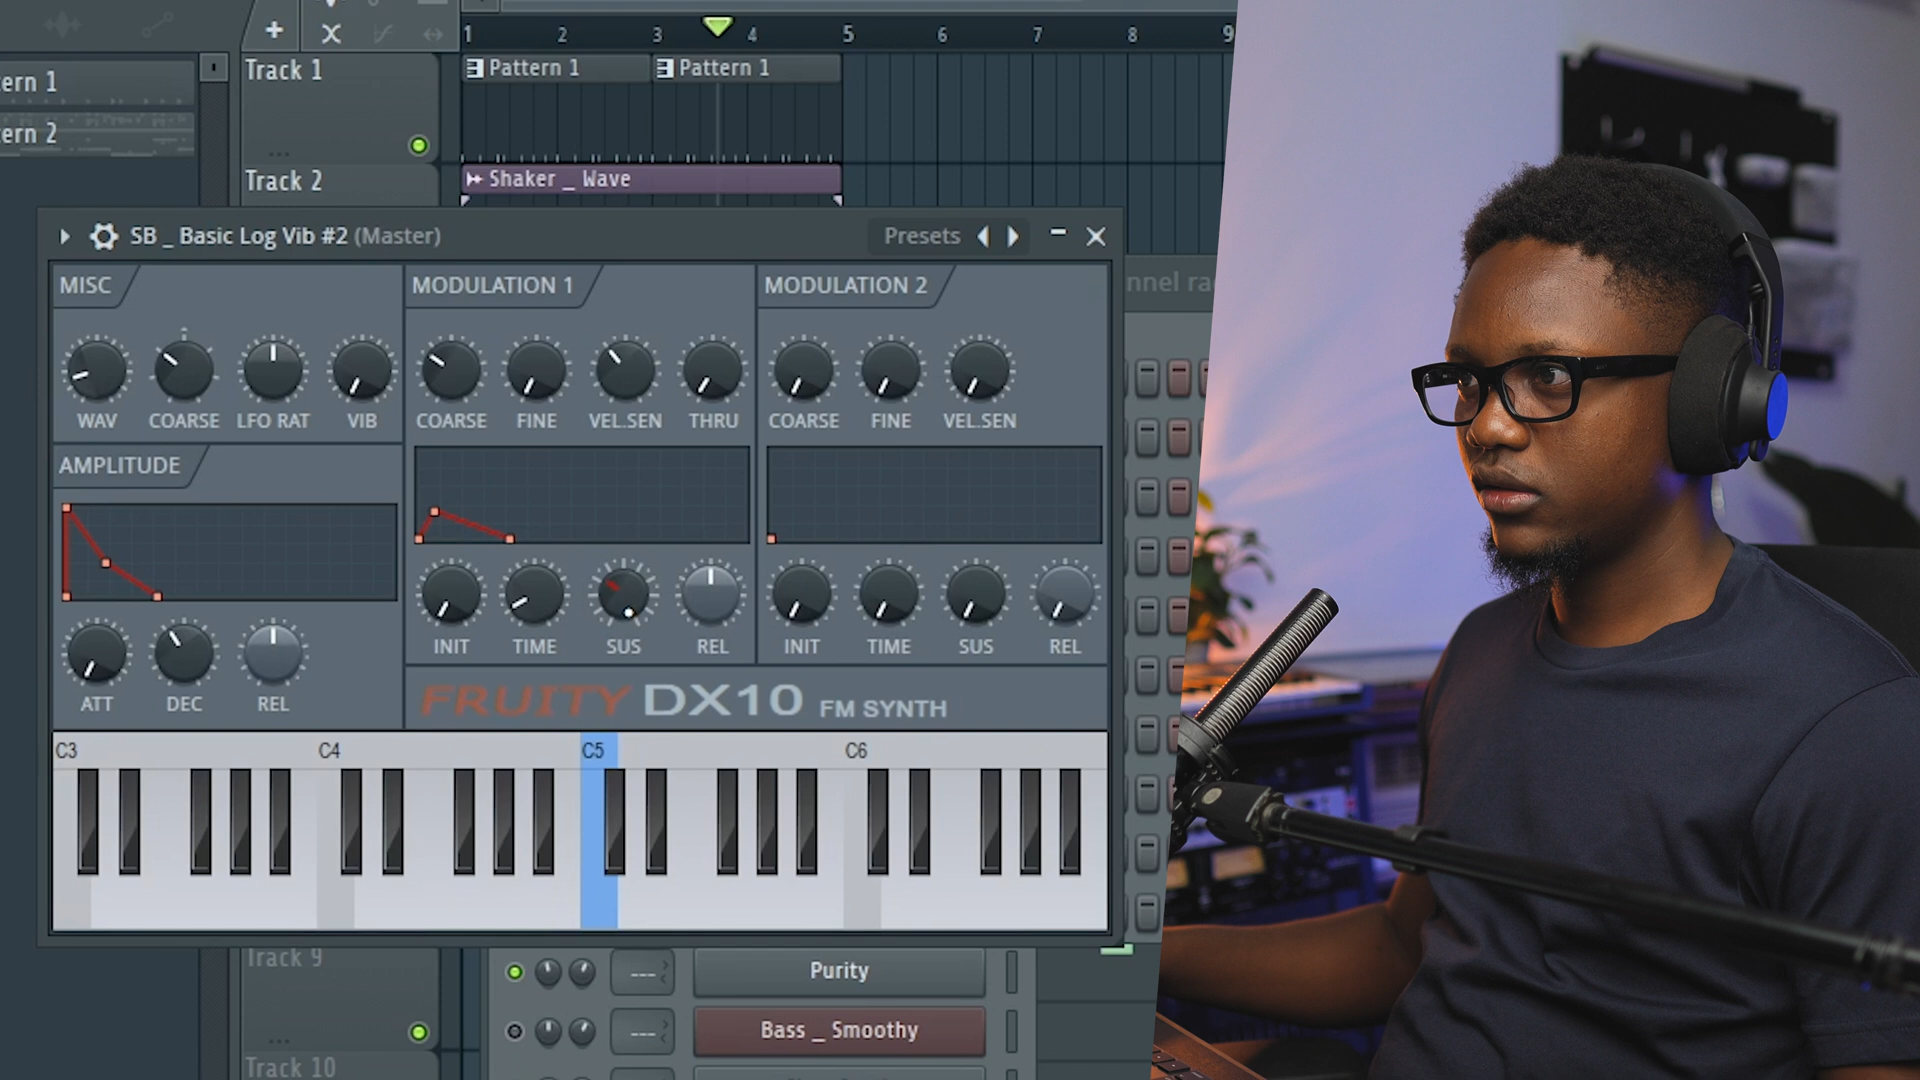 1 2 3 4 5 6 7 8 9
ern 1
ern 2
Track 1
Pattern 1
Pattern 1
Track 2
Shaker _ Wave
SB _ Basic Log Vib #2 (Master)
Presets
nnel ra
MISC
MODULATION 1
MODULATION 2
WAV COARSE LFO RAT VIB
COARSE FINE VEL.SEN THRU
COARSE FINE VEL.SEN
AMPLITUDE
INIT TIME SUS REL
INIT TIME SUS REL
ATT DEC REL
FRUITY DX10 FM SYNTH
C3 C4 C5 C6
Track 9
Purity
Bass _ Smoothy
Track 10